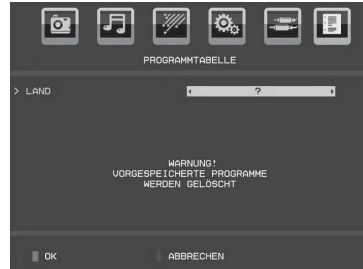 PROGRAMMTABELLE
> LAND ?
WARNUNG!
VORGESPEICHERTE PROGRAMME
WERDEN GELÖSCHT
OK ABBRECHEN